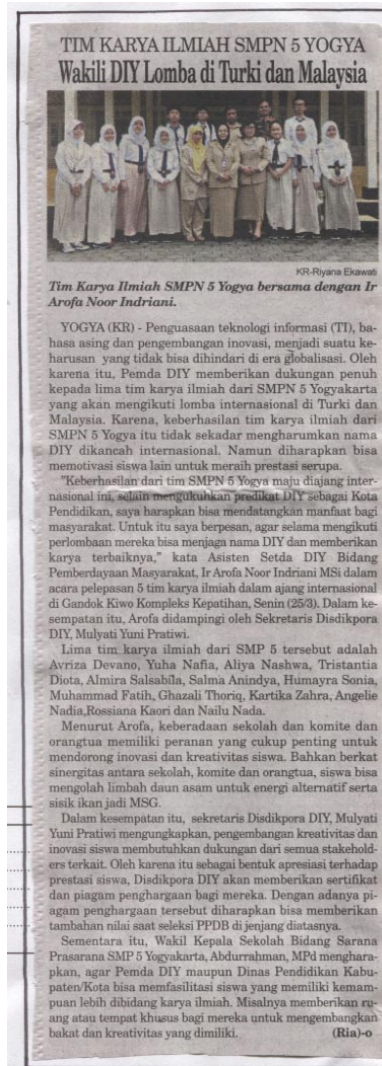 TIM KARYA ILMIAH SMPN 5 YOGYA
Wakili DIY Lomba di Turki dan Malaysia
KR-Riyana Ekawati
Tim Karya Ilmiah SMPN 5 Yogya bersama dengan Ir
Arofa Noor Indriani.
YOGYA (KR) - Penguasaan teknologi informasi (TI), ba-
hasa asing dan pengembangan inovasi, menjadi suatu ke-
harusan yang tidak bisa dihindari di era globalisasi. Oleh
karena itu, Pemda DIY memberikan dukungan penuh
kepada lima tim karya ilmiah dari SMPN 5 Yogyakarta
yang akan mengikuti lomba internasional di Turki dan
Malaysia. Karena, keberhasilan tim karya ilmiah dari
SMPN 5 Yogya itu tidak sekadar mengharumkan nama
DIY dikancah internasional. Namun diharapkan bisa
memotivasi siswa lain untuk meraih prestasi serupa.
"Keberhasilan dari tim SMPN 5 Yogya maju diajang inter-
nasional ini, selain mengukuhkan predikat DIY sebagai Kota
Pendidikan, saya harapkan bisa mendatangkan manfaat bagi
masyarakat. Untuk itu saya berpesan, agar selama mengikuti
perlombaan mereka bisa menjaga nama DIY dan memberikan
karya terbaiknya," kata Asisten Setda DIY Bidang
Pemberdayaan Masyarakat, Ir Arofa Noor Indriani MSi dalam
acara pelepasan 5 tim karya ilmiah dalam ajang internasional
di Gandok Kiwo Kompleks Kepatihan, Senin (25/3). Dalam ke-
sempatan itu, Arofa didampingi oleh Sekretaris Disdikpora
DIY, Mulyati Yuni Pratiwi.
Lima tim karya ilmiah dari SMP 5 tersebut adalah
Avriza Devano, Yuha Nafia, Aliya Nashwa, Tristantia
Diota, Almira Salsabila, Salma Anindya, Humayra Sonia,
Muhammad Fatih, Ghazali Thoriq, Kartika Zahra, Angelie
Nadia,Rossiana Kaori dan Nailu Nada.
Menurut Arofa, keberadaan sekolah dan komite dan
orangtua memiliki peranan yang cukup penting untuk
mendorong inovasi dan kreativitas siswa. Bahkan berkat
sinergitas antara sekolah, komite dan orangtua, siswa bisa
mengolah limbah daun asam untuk energi alternatif serta
sisik ikan jadi MSG.
Dalam kesempatan itu, sekretaris Disdikpora DIY, Mulyati
Yuni Pratiwi mengungkapkan, pengembangan kreativitas dan
inovasi siswa membutuhkan dukungan dari semua stakehold-
ers terkait. Oleh karena itu sebagai bentuk apresiasi terhadap
prestasi siswa, Disdikpora DIY akan memberikan sertifikat
dan piagam penghargaan bagi mereka. Dengan adanya pi-
agam penghargaan tersebut diharapkan bisa memberikan
tambahan nilai saat seleksi PPDB di jenjang diatasnya.
Sementara itu, Wakil Kepala Sekolah Bidang Sarana
Prasarana SMP 5 Yogyakarta, Abdurrahman, MPd menghara-
pkan, agar Pemda DIY maupun Dinas Pendidikan Kabu-
paten/Kota bisa memfasilitasi siswa yang memiliki kemam-
puan lebih dibidang karya ilmiah. Misalnya memberikan ru-
ang atau tempat khusus bagi mereka untuk mengembangkan
bakat dan kreativitas yang dimiliki. (Ria)-o